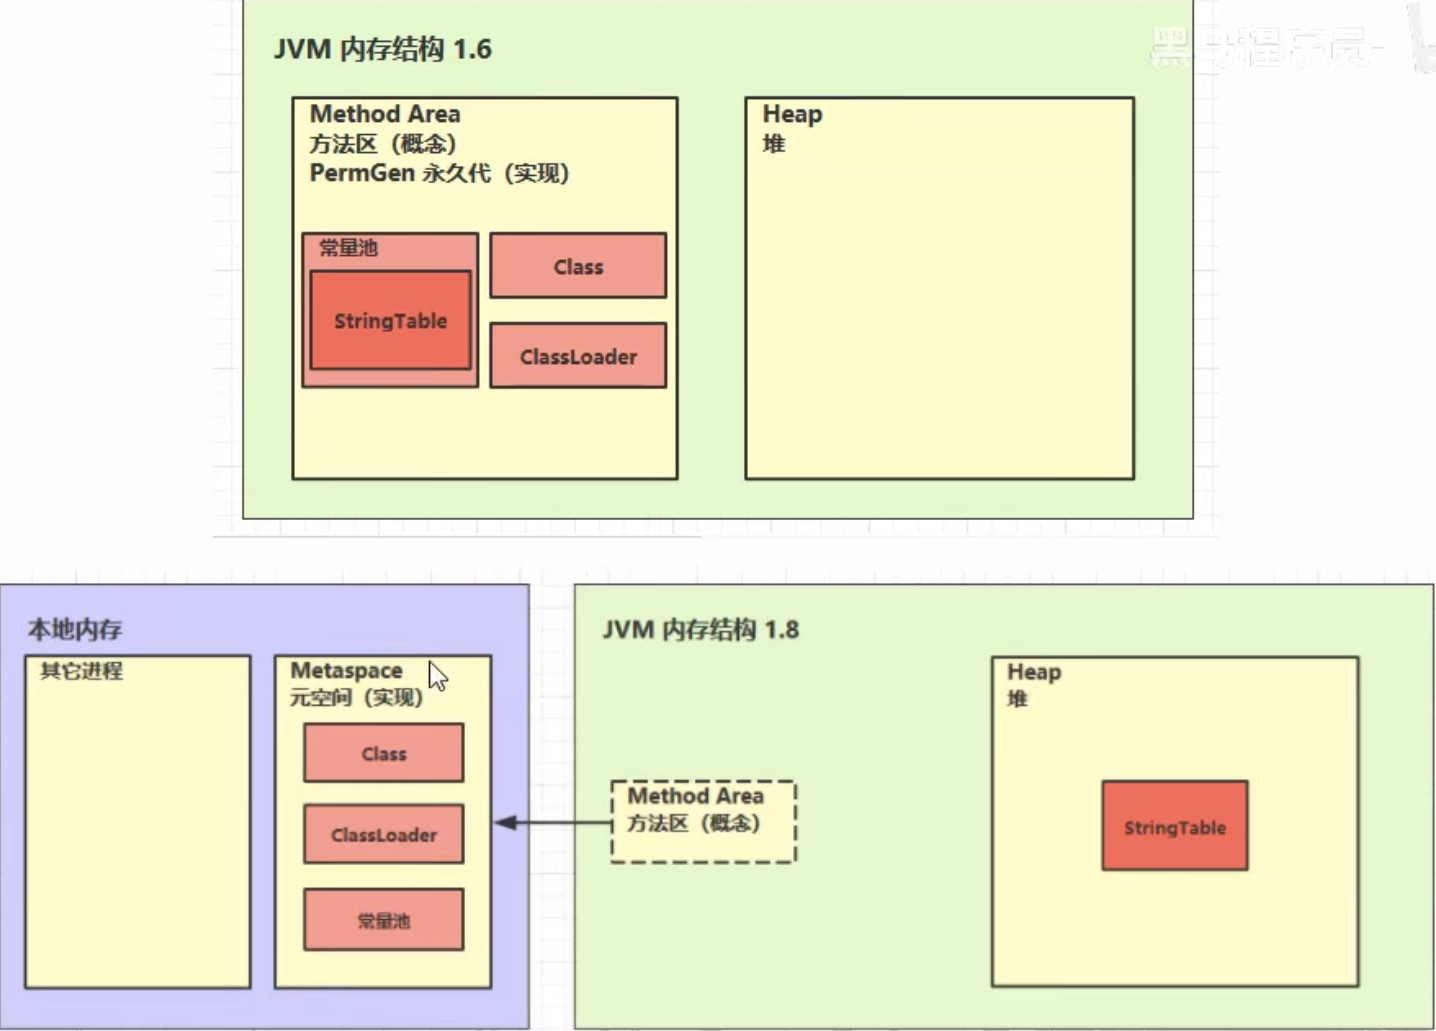 JVM 内存结构 1.6
黑马程序员-
Method Area
方法区（概念）
PermGen 永久代（实现）
常量池
StringTable
Class
ClassLoader
Heap
堆
本地内存
其它进程
Metaspace
元空间（实现）
Class
ClassLoader
常量池
JVM 内存结构 1.8
Method Area
方法区（概念）
Heap
堆
StringTable